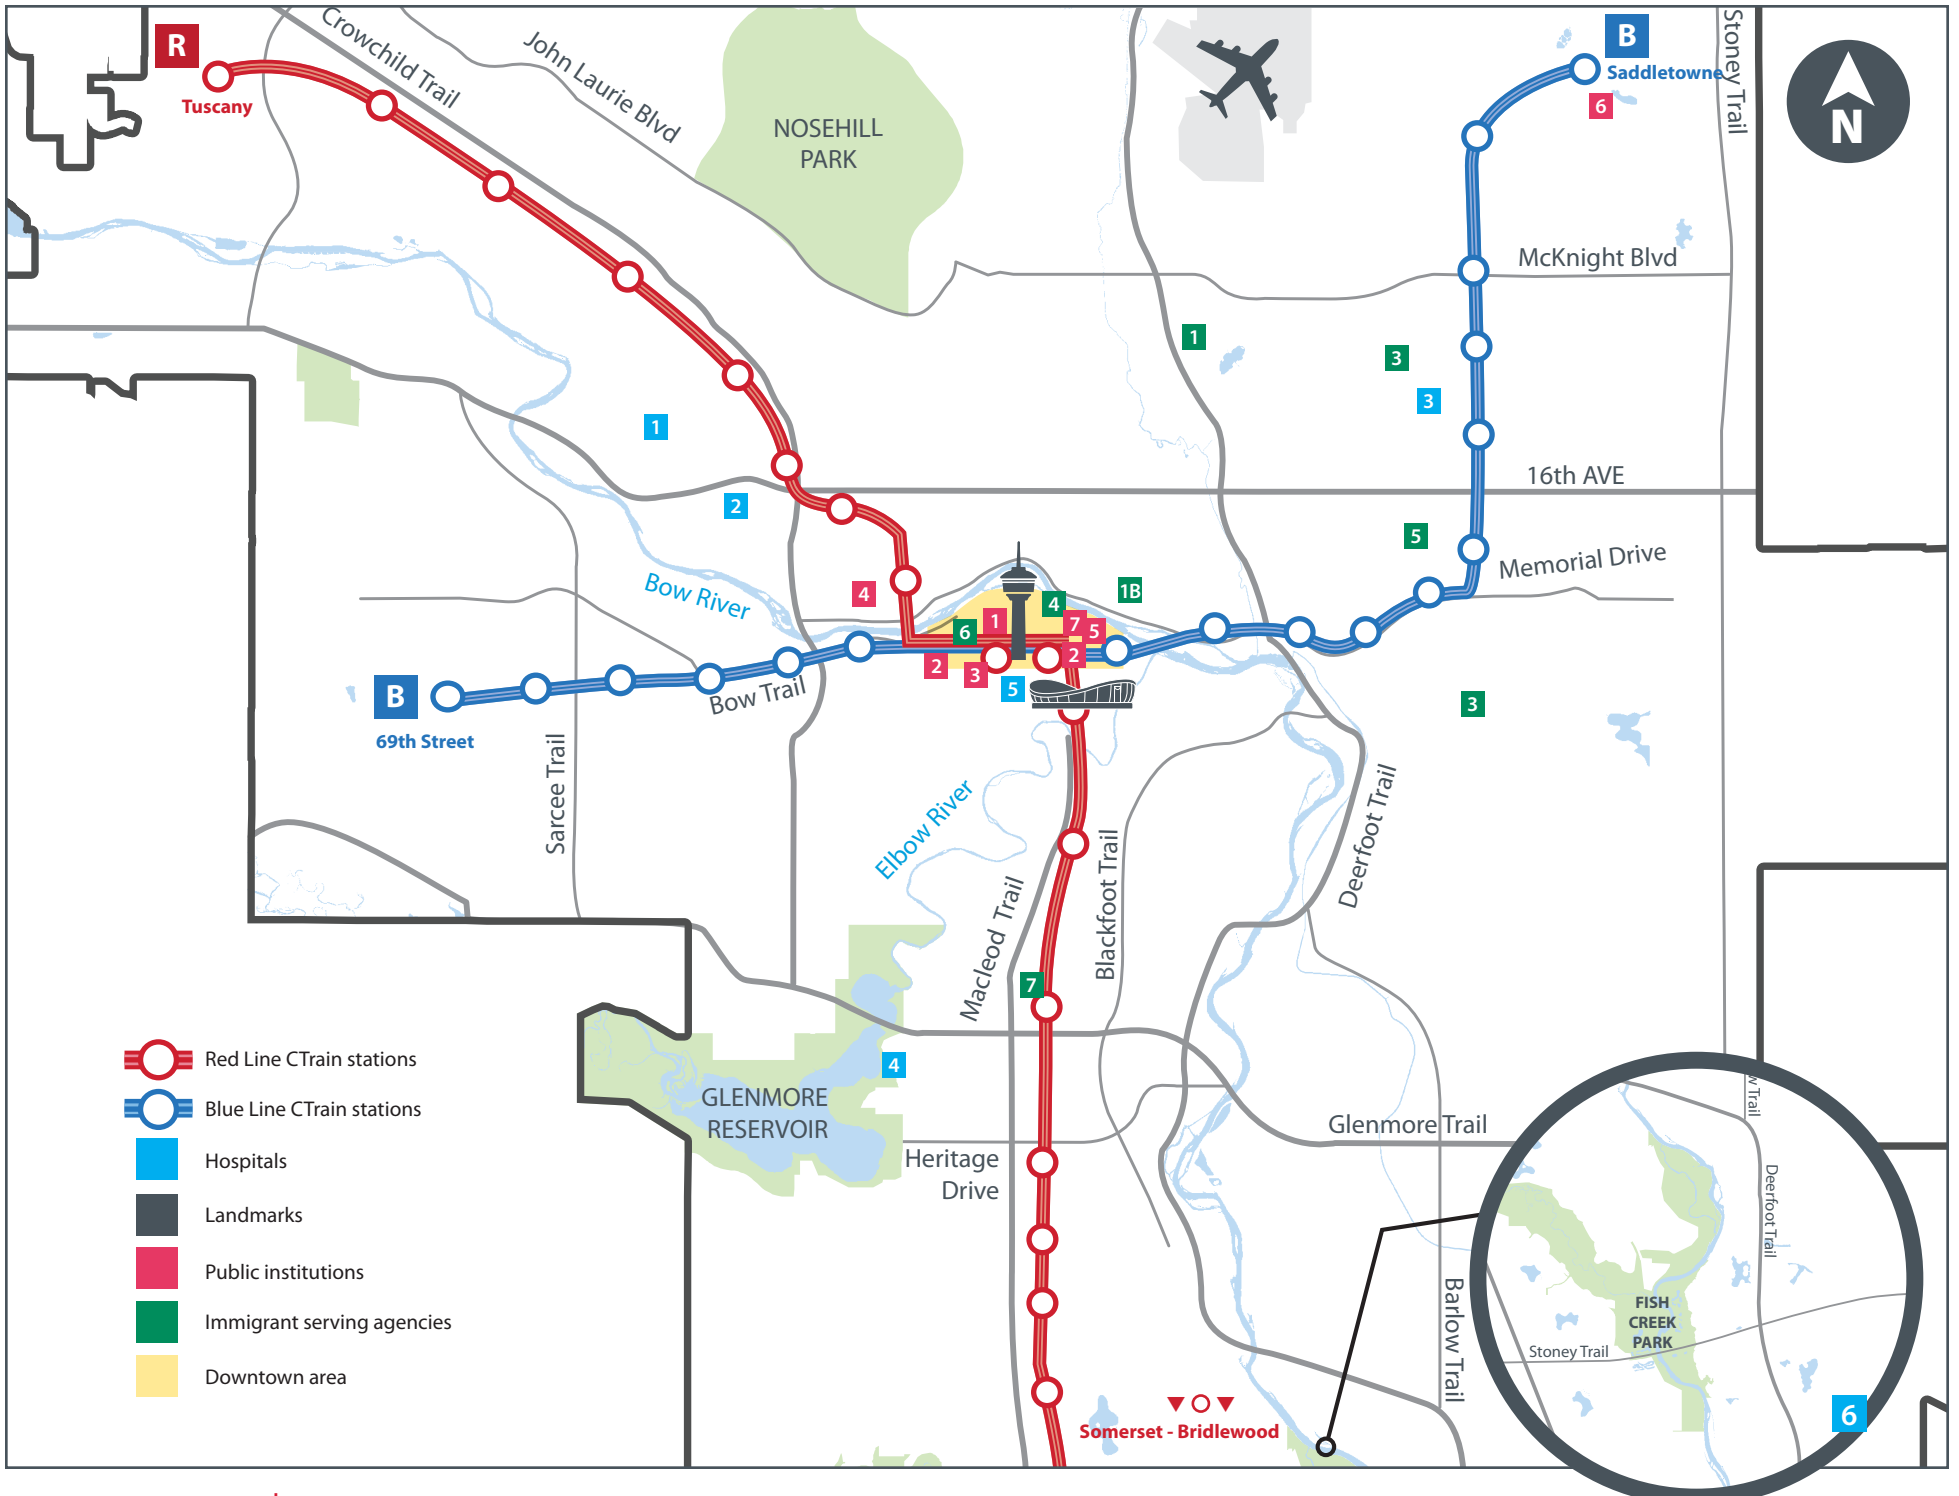 R
Tuscany
Crowchild Trail
John Laurie Blvd
NOSEHILL
PARK
B
Saddletowne
6
Stoney Trail
N
McKnight Blvd
1
3
3
1
2
16th AVE
5
Memorial Drive
Bow River
4
1B
4
6
1
7
5
2
3
2
5
B
69th Street
Bow Trail
3
Sarcee Trail
Elbow River
Deerfoot Trail
Blackfoot Trail
Macleod Trail
7
4
GLENMORE
RESERVOIR
Heritage
Drive
Glenmore Trail
Barlow Trail
Somerset - Bridlewood
w Trail
Deerfoot Trail
FISH
CREEK
PARK
Stoney Trail
6
Red Line CTrain stations
Blue Line CTrain stations
Hospitals
Landmarks
Public institutions
Immigrant serving agencies
Downtown area